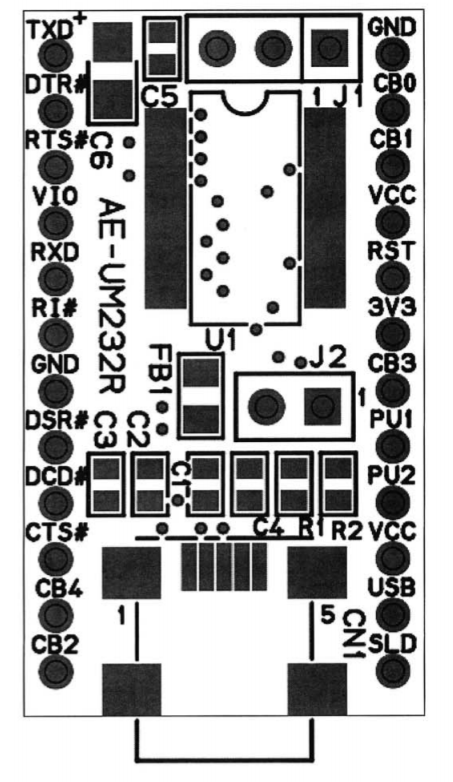 TXD+ GND
DTR# C5 1 J1 CB0
RTS# C6 CB1
VIO VCC
AE-UM232R
RXD RST
RI# 3V3
U1
GND FB1 J2 CB3
1
DSR# C3 C2 PU1
DCD# C1 PU2
CTS# C4 R1 R2 VCC
CB4 USB
1 5
CB2 CN1 SLD